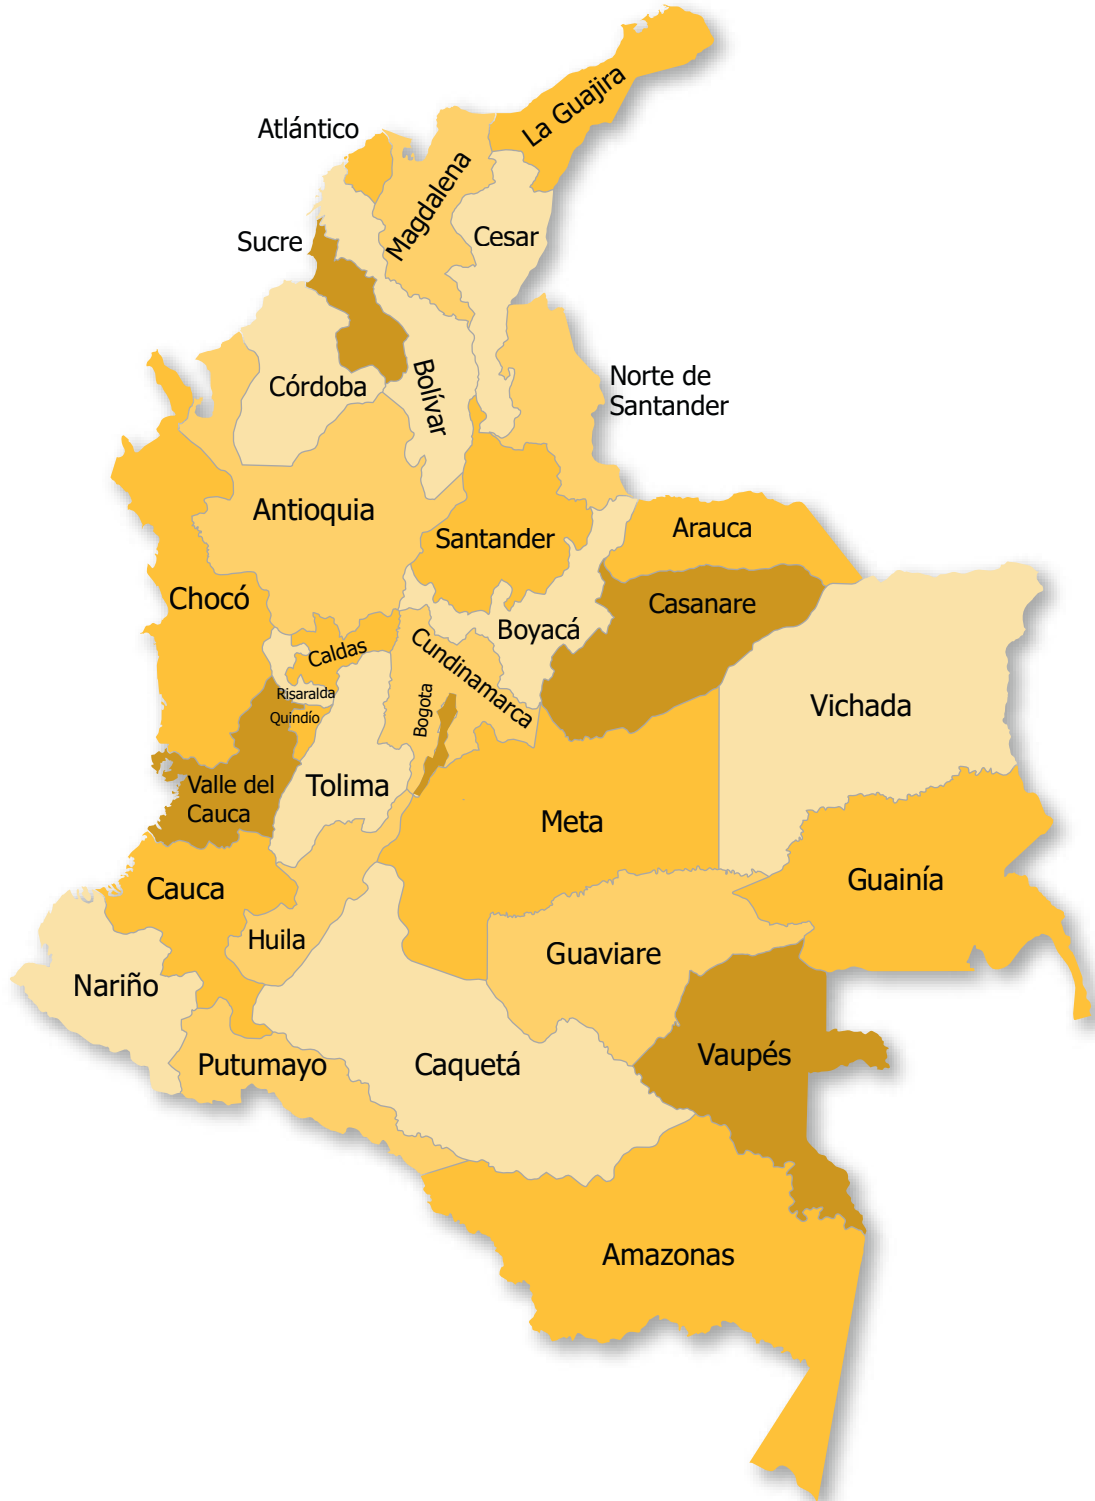 La Guajira
Atlántico
Magdalena
Sucre
Cesar
Norte de
Santander
Córdoba
Bolívar
Antioquia
Santander
Arauca
Chocó
Casanare
Boyacá
Caldas
Cundinamarca
Risaralda
Bogota
Quindío
Vichada
Valle del
Cauca
Tolima
Meta
Cauca
Guainía
Huila
Guaviare
Nariño
Putumayo
Caquetá
Vaupés
Amazonas